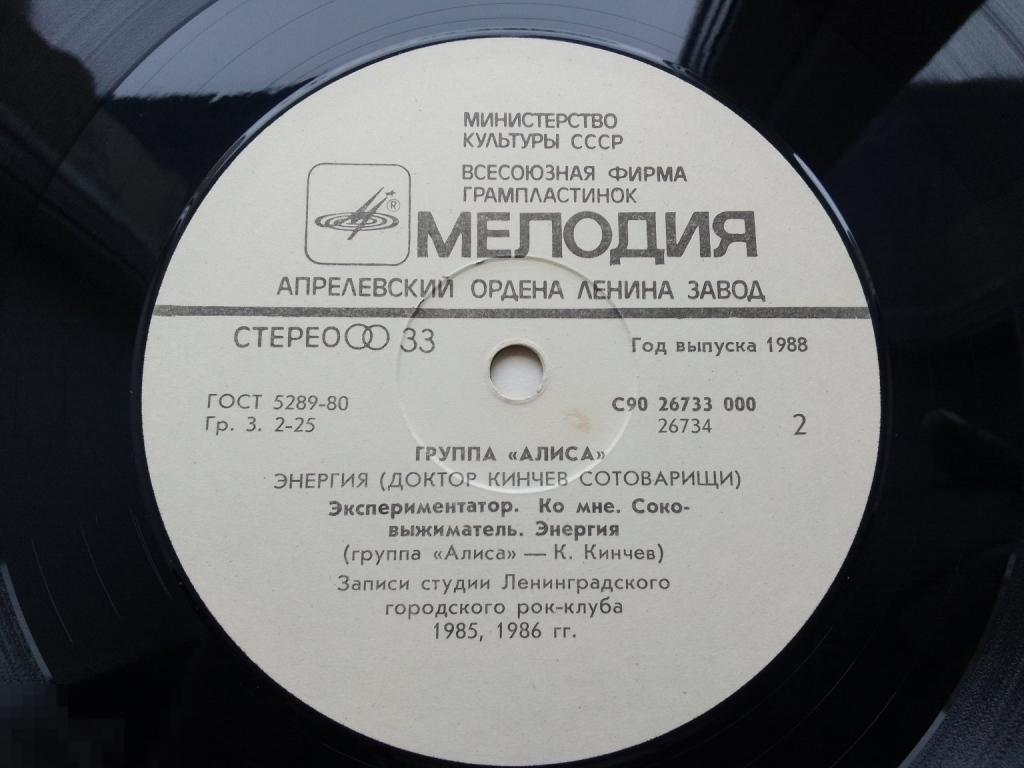 МИНИСТЕРСТВО
КУЛЬТУРЫ СССР
ВСЕСОЮЗНАЯ ФИРМА
ГРАМПЛАСТИНОК
®
МЕЛОДИЯ
АПРЕЛЕВСКИЙ ОРДЕНА ЛЕНИНА ЗАВОД
СТЕРЕО 33
Год выпуска 1988
ГОСТ 5289-80
С90 26733 000
Гр. 3. 2-25
26734
2
ГРУППА «АЛИСА»
ЭНЕРГИЯ (ДОКТОР КИНЧЕВ СОТОВАРИЩИ)
Экспериментатор. Ко мне. Соко-
выжиматель. Энергия
(группа «Алиса» — К. Кинчев)
Записи студии Ленинградского
городского рок-клуба
1985, 1986 гг.